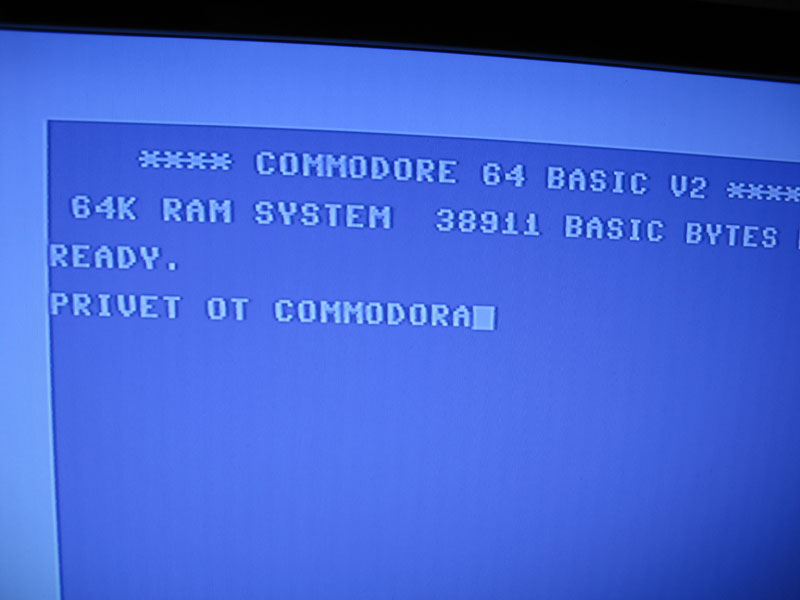 **** COMMODORE 64 BASIC V2 ****
64K RAM SYSTEM 38911 BASIC BYTES
READY.
PRIVET OT COMMODORA